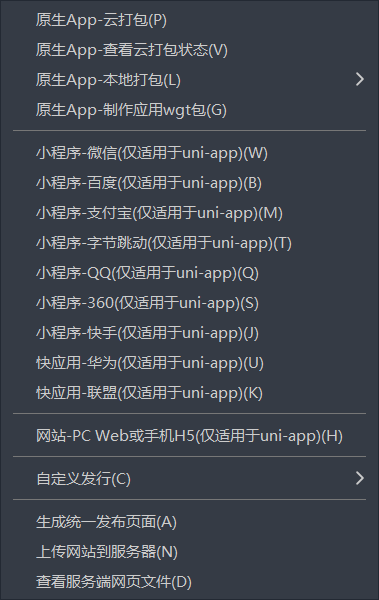 原生App-云打包(P)
原生App-查看云打包状态(V)
原生App-本地打包(L)
原生App-制作应用wgt包(G)
小程序-微信(仅适用于uni-app)(W)
小程序-百度(仅适用于uni-app)(B)
小程序-支付宝(仅适用于uni-app)(M)
小程序-字节跳动(仅适用于uni-app)(T)
小程序-QQ(仅适用于uni-app)(Q)
小程序-360(仅适用于uni-app)(S)
小程序-快手(仅适用于uni-app)(J)
快应用-华为(仅适用于uni-app)(U)
快应用-联盟(仅适用于uni-app)(K)
网站-PC Web或手机H5(仅适用于uni-app)(H)
自定义发行(C)
生成统一发布页面(A)
上传网站到服务器(N)
查看服务端网页文件(D)